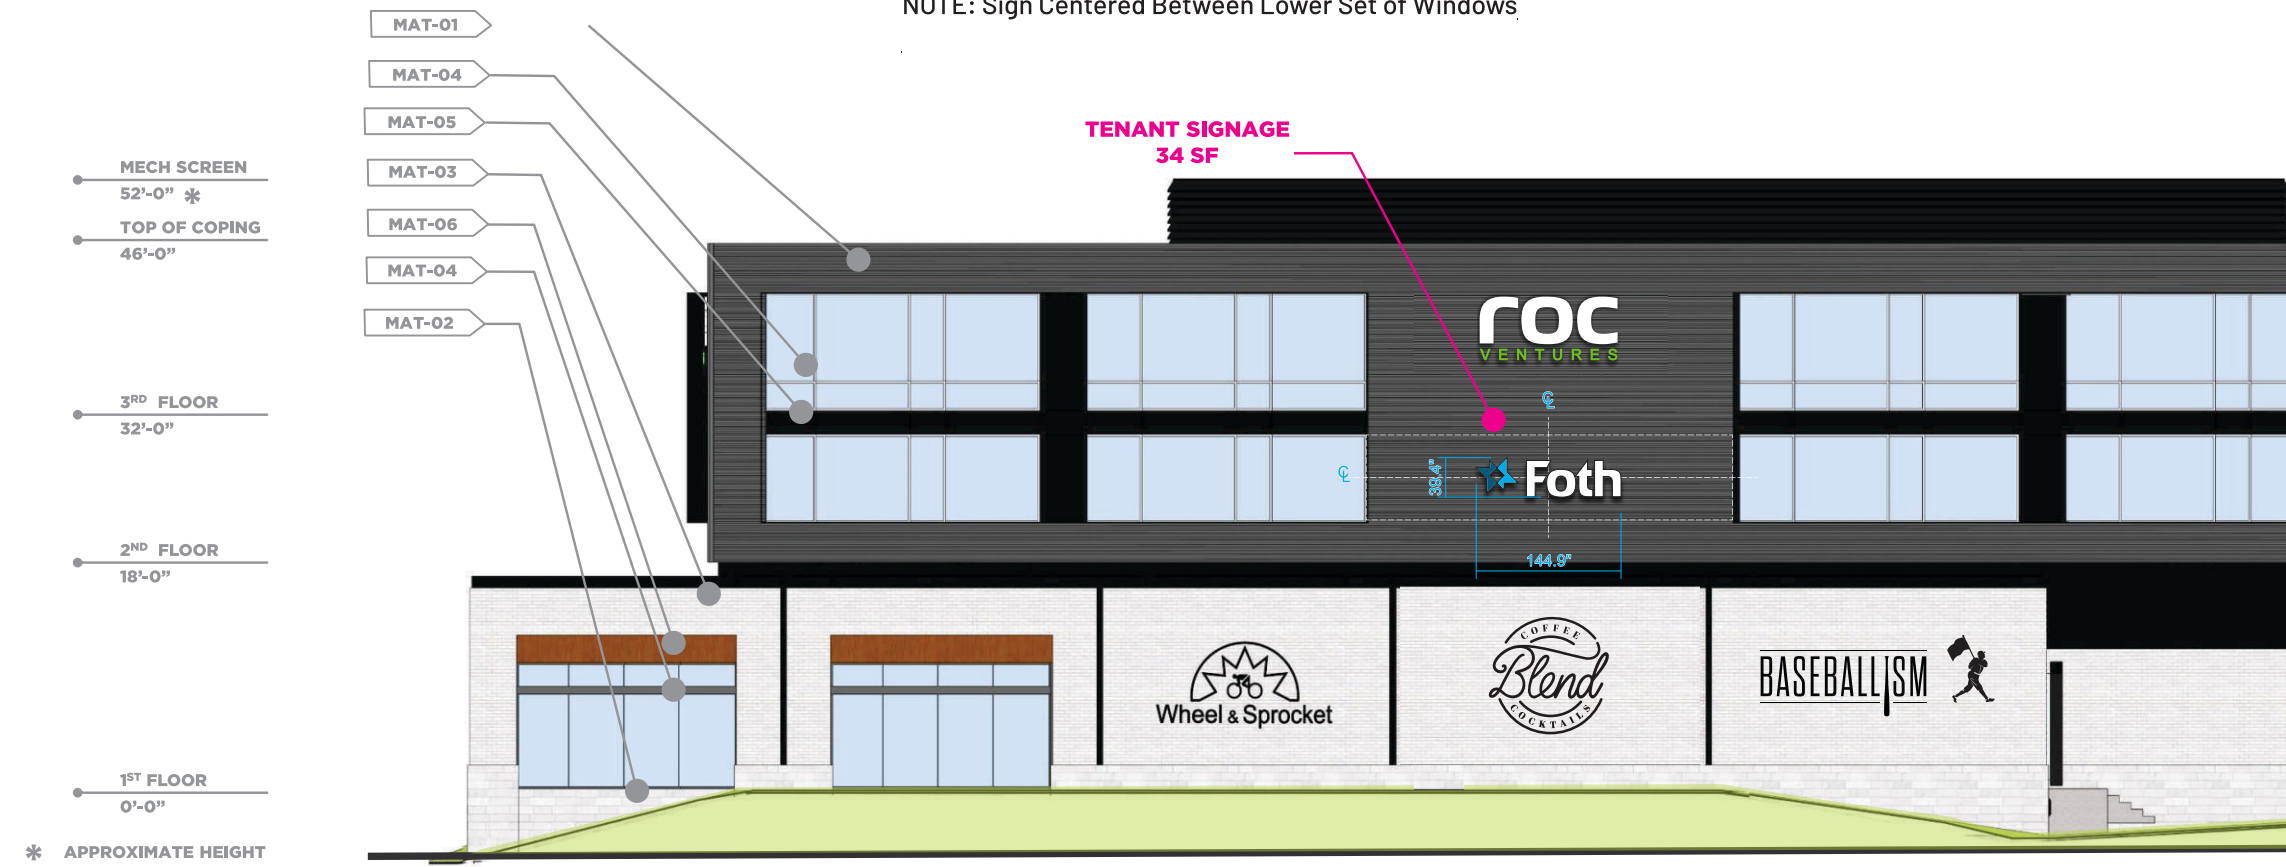 NOTE: Sign Centered Between Lower Set of Windows
MAT-01
MAT-04
MAT-05
MAT-03
MAT-06
MAT-04
MAT-02
MECH SCREEN
52'-0” *
TOP OF COPING
46'-0”
3RD FLOOR
32'-0”
2ND FLOOR
18'-0”
1ST FLOOR
0'-0”
* APPROXIMATE HEIGHT
TENANT SIGNAGE
34 SF
roc
VENTURES
℄
℄
39.4"
Foth
144.9"
Wheel & Sprocket
COFFEE
Blend
COCKTAILS
BASEBALLISM